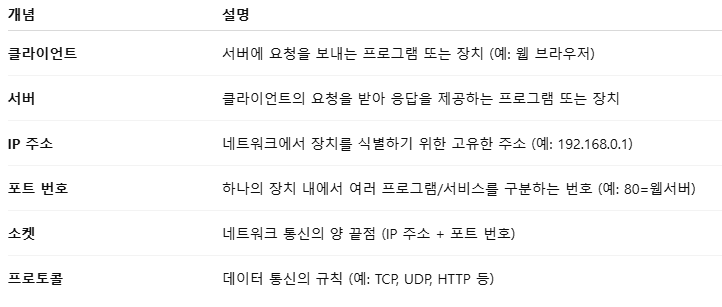 개념 설명
클라이언트 서버에 요청을 보내는 프로그램 또는 장치 (예: 웹 브라우저)
서버 클라이언트의 요청을 받아 응답을 제공하는 프로그램 또는 장치
IP 주소 네트워크에서 장치를 식별하기 위한 고유한 주소 (예: 192.168.0.1)
포트 번호 하나의 장치 내에서 여러 프로그램/서비스를 구분하는 번호 (예: 80=웹서버)
소켓 네트워크 통신의 양 끝점 (IP 주소 + 포트 번호)
프로토콜 데이터 통신의 규칙 (예: TCP, UDP, HTTP 등)